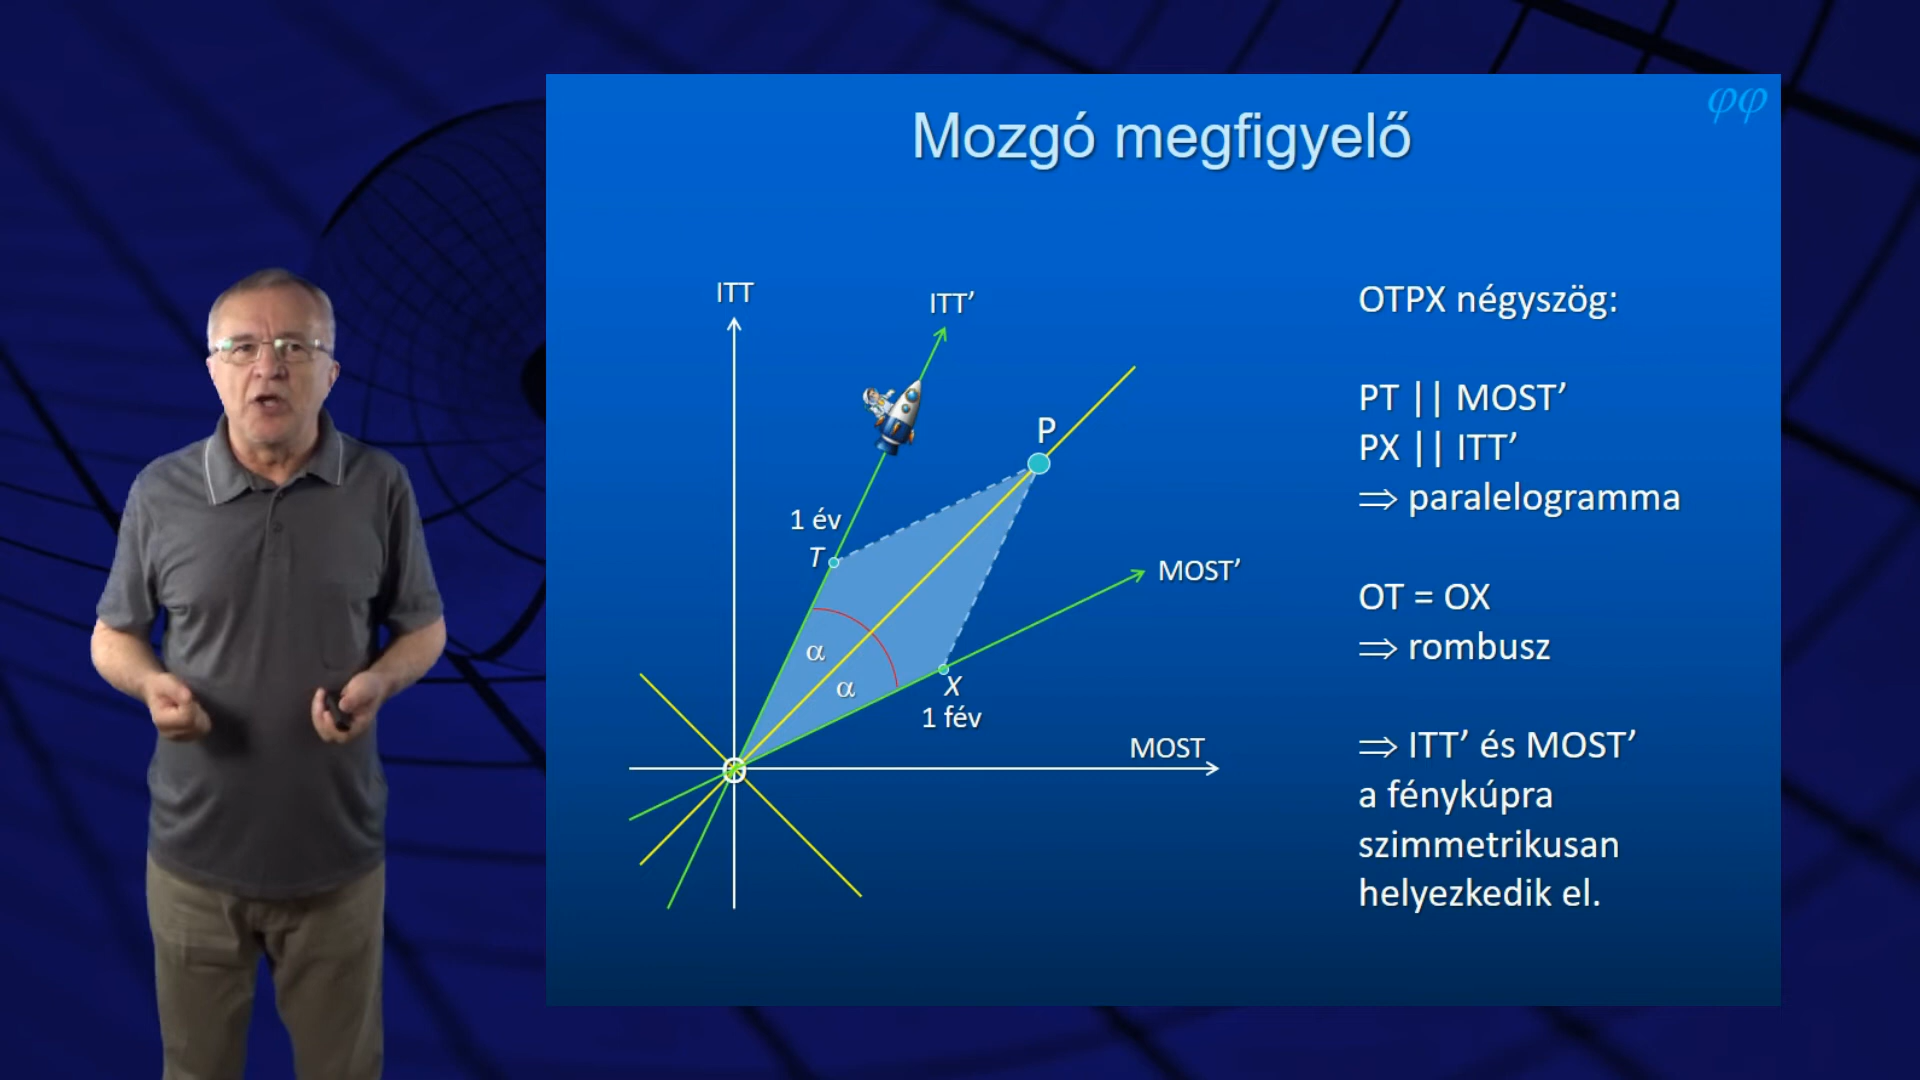 φφ
Mozgó megfigyelő
ITT
ITT’
P
1 év
T
MOST’
α
α
X
1 fév
MOST
O
OTPX négyszög:
PT || MOST’
PX || ITT’
⇒ paralelogramma
OT = OX
⇒ rombusz
⇒ ITT’ és MOST’
a fénykúpra
szimmetrikusan
helyezkedik el.